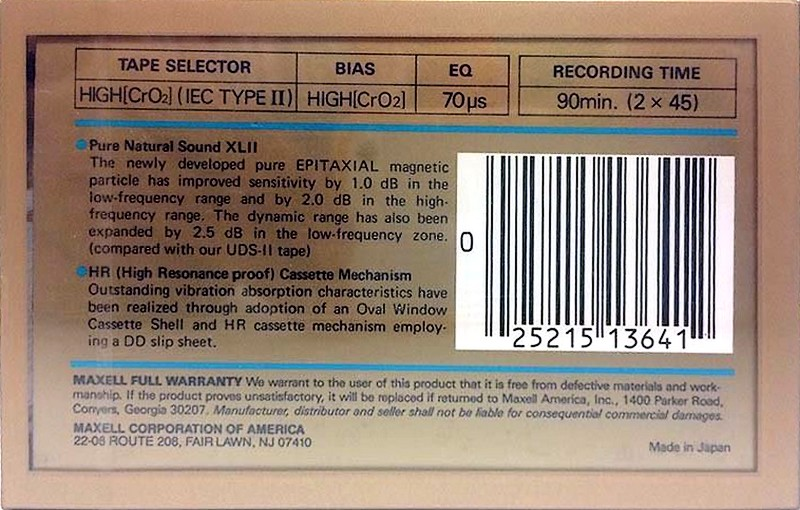 TAPE SELECTOR BIAS EQ RECORDING TIME
HIGH[CrO₂] (IEC TYPE II) HIGH[CrO₂] 70µs 90min. (2 × 45)
●Pure Natural Sound XLII
The newly developed pure EPITAXIAL magnetic
particle has improved sensitivity by 1.0 dB in the
low-frequency range and by 2.0 dB in the high-
frequency range. The dynamic range has also been
expanded by 2.5 dB in the low-frequency zone.
(compared with our UDS-II tape)
●HR (High Resonance proof) Cassette Mechanism
Outstanding vibration absorption characteristics have
been realized through adoption of an Oval Window
Cassette Shell and HR cassette mechanism employ-
ing a DD slip sheet.
0 25215 13641
MAXELL FULL WARRANTY We warrant to the user of this product that it is free from defective materials and work-
manship. If the product proves unsatisfactory, it will be replaced if returned to Maxell America, Inc., 1400 Parker Road,
Conyers, Georgia 30207. Manufacturer, distributor and seller shall not be liable for consequential commercial damages.
MAXELL CORPORATION OF AMERICA
22-08 ROUTE 208, FAIR LAWN, NJ 07410
Made in Japan